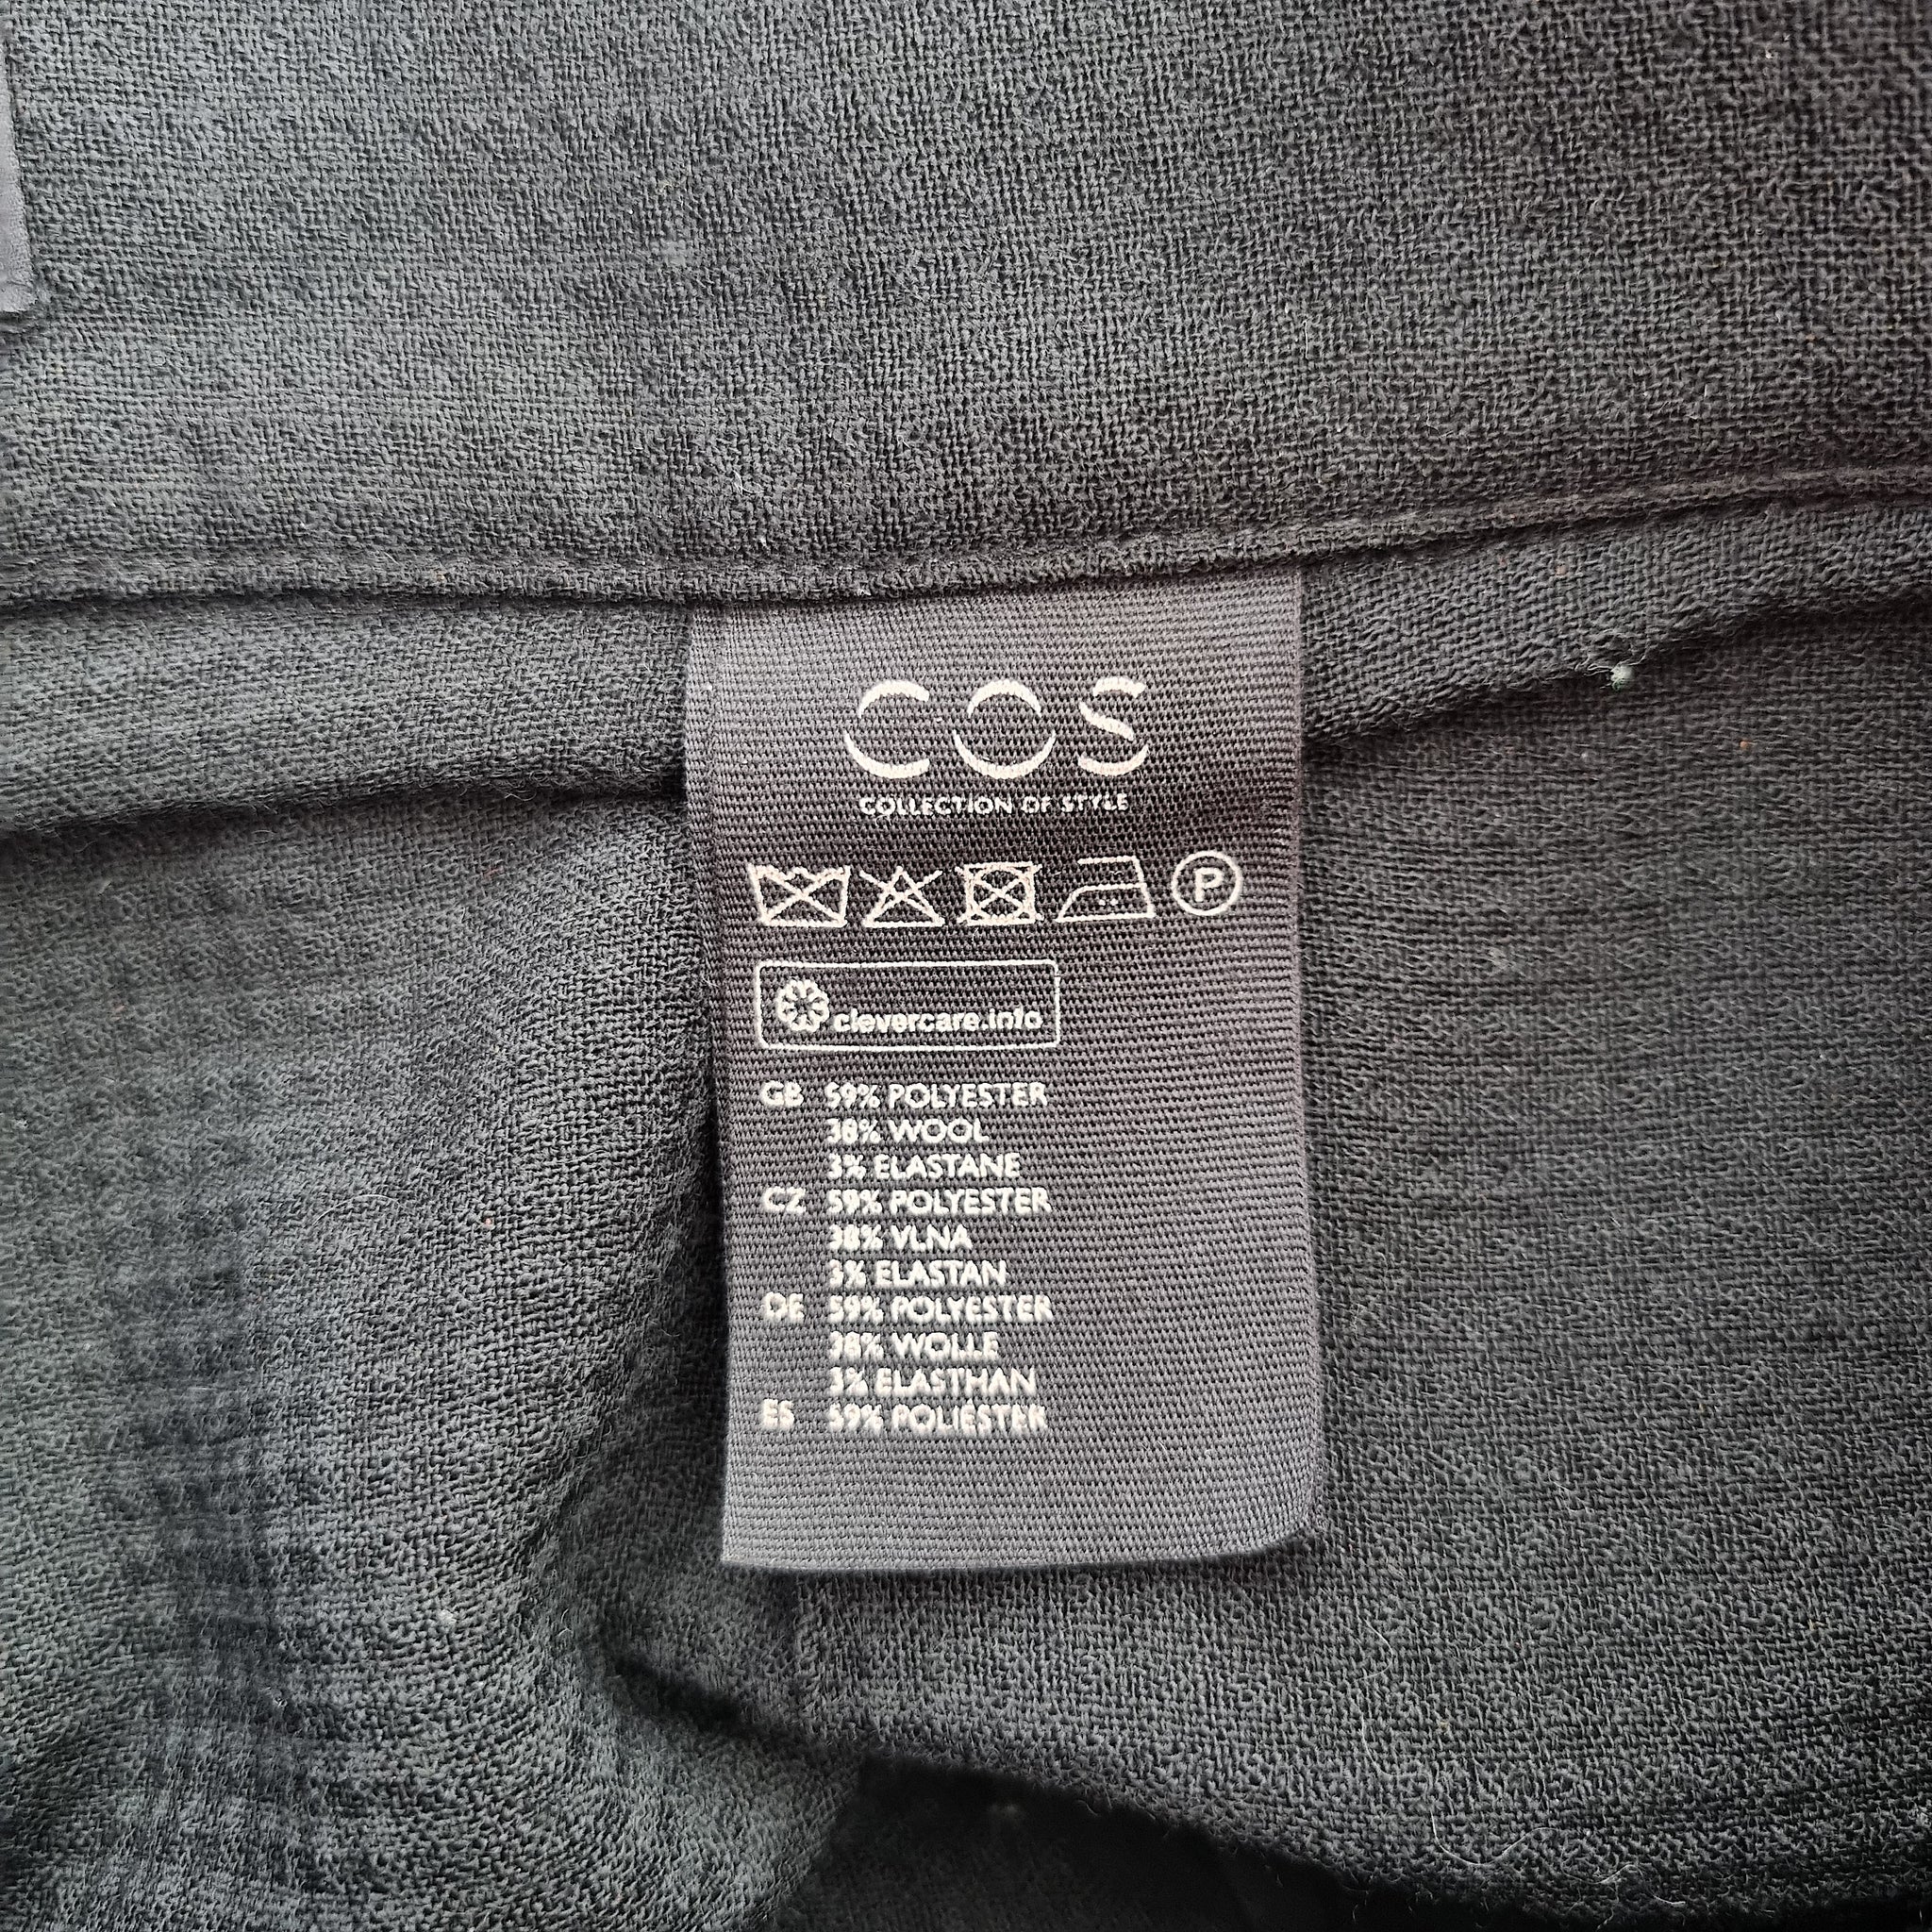 COS
COLLECTION OF STYLE
P
clevercare.info
GB 59% POLYESTER
38% WOOL
3% ELASTANE
CZ 59% POLYESTER
38% VLNA
3% ELASTAN
DE 59% POLYESTER
38% WOLLE
3% ELASTHAN
ES 59% POLIESTER